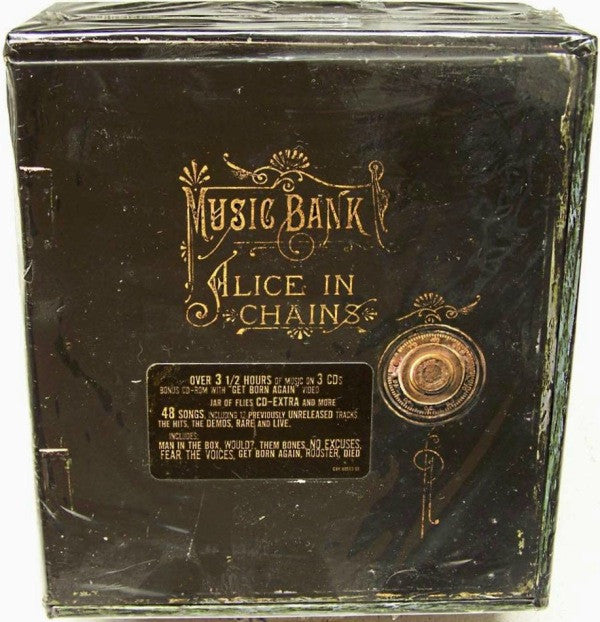 MUSIC BANK
ALICE IN
CHAINS
OVER 3 1/2 HOURS OF MUSIC ON 3 CDs
BONUS CD-ROM WITH "GET BORN AGAIN" VIDEO
JAR OF FLIES CD-EXTRA AND MORE
48 SONGS, INCLUDING 12 PREVIOUSLY UNRELEASED TRACKS
THE HITS, THE DEMOS, RARE AND LIVE.
INCLUDES:
MAN IN THE BOX, WOULD?, THEM BONES, NO EXCUSES,
FEAR THE VOICES, GET BORN AGAIN, ROOSTER, DIED